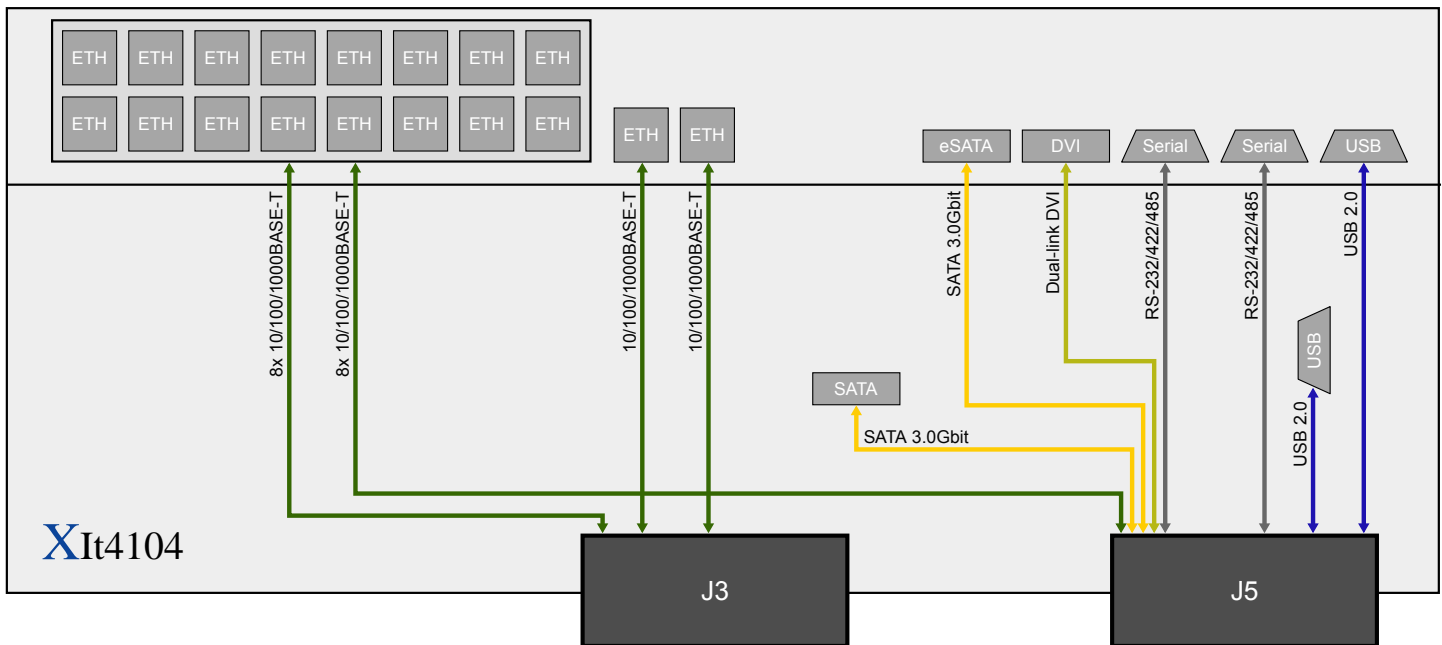 ETH ETH ETH ETH ETH ETH ETH ETH
ETH ETH ETH ETH ETH ETH ETH ETH
ETH ETH
eSATA DVI Serial Serial USB
8x 10/100/1000BASE-T
8x 10/100/1000BASE-T
10/100/1000BASE-T
10/100/1000BASE-T
SATA 3.0Gbit
Dual-link DVI
RS-232/422/485
RS-232/422/485
USB 2.0
USB
USB 2.0
SATA
SATA 3.0Gbit
XIt4104
J3
J5